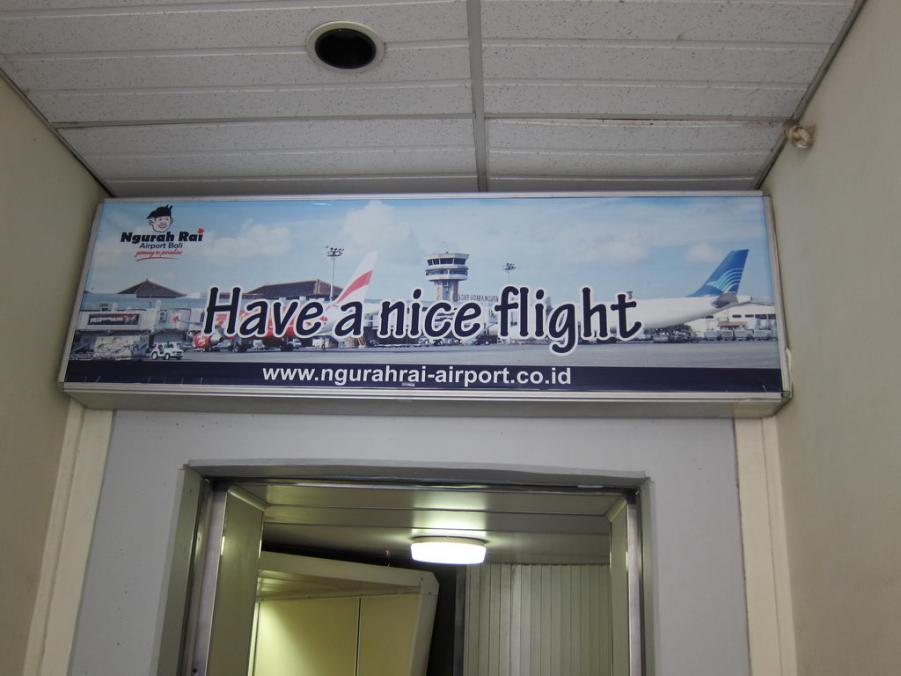 Ngurah Rai
Airport Bali
Have a nice flight
www.ngurahrai-airport.co.id